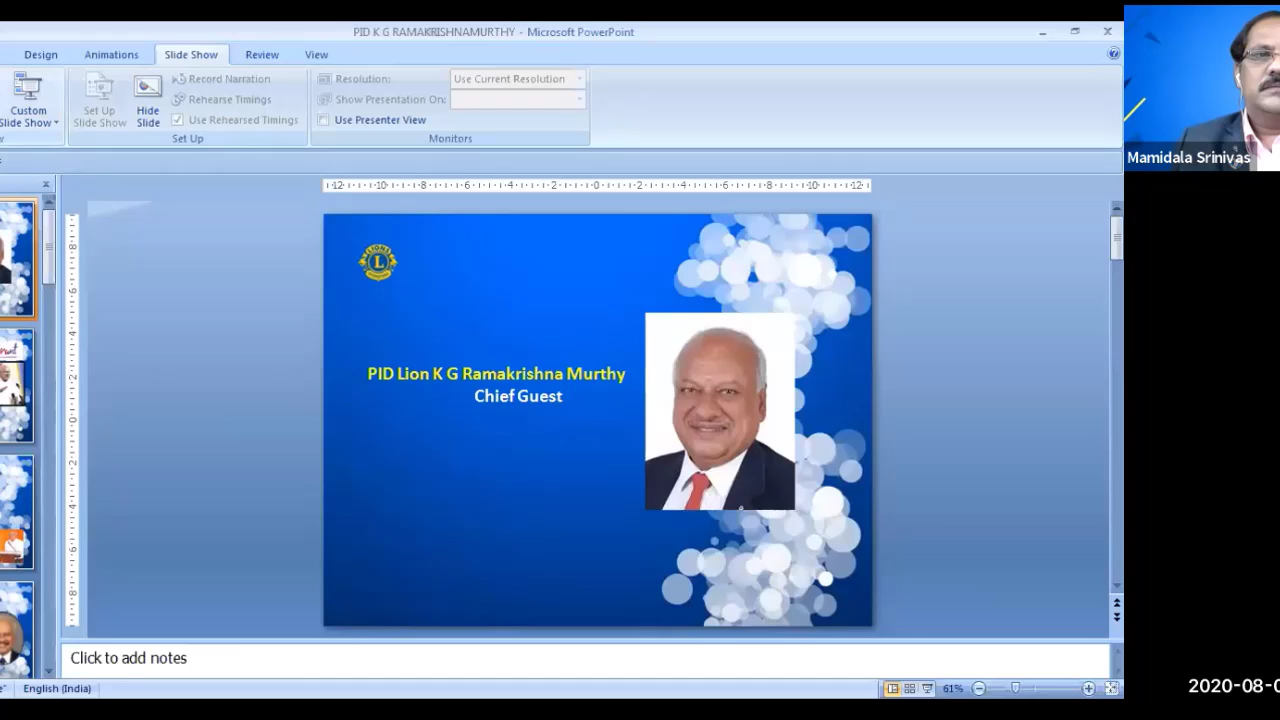 PID K G RAMAKRISHNAMURTHY - Microsoft PowerPoint
Design Animations Slide Show Review View
Custom
Slide Show
Set Up
Slide Show
Hide
Slide
Record Narration
Rehearse Timings
Use Rehearsed Timings
Set Up
Resolution: Use Current Resolution
Show Presentation On:
Use Presenter View
Monitors
Mamidala Srinivas
LIONS
L
PID Lion K G Ramakrishna Murthy
Chief Guest
Click to add notes
English (India)
61%
2020-08-0